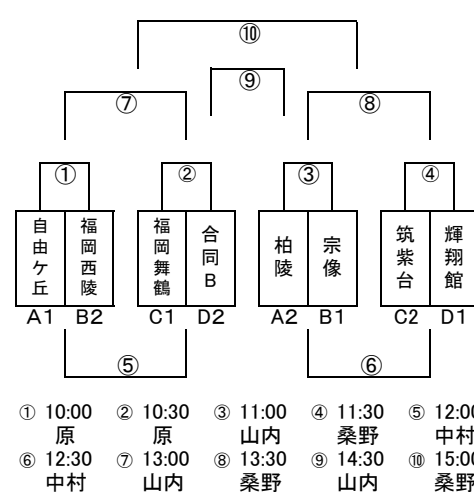 ⑩
⑨
⑦ ⑧
① ② ③ ④
自由ケ丘 福岡西陵 福岡舞鶴 合同B 柏陵 宗像 筑紫台 輝翔館
A1 B2 C1 D2 A2 B1 C2 D1
⑤ ⑥
① 10:00 ② 10:30 ③ 11:00 ④ 11:30 ⑤ 12:00
原 原 山内 桑野 中村
⑥ 12:30 ⑦ 13:00 ⑧ 13:30 ⑨ 14:30 ⑩ 15:00
中村 山内 桑野 山内 桑野